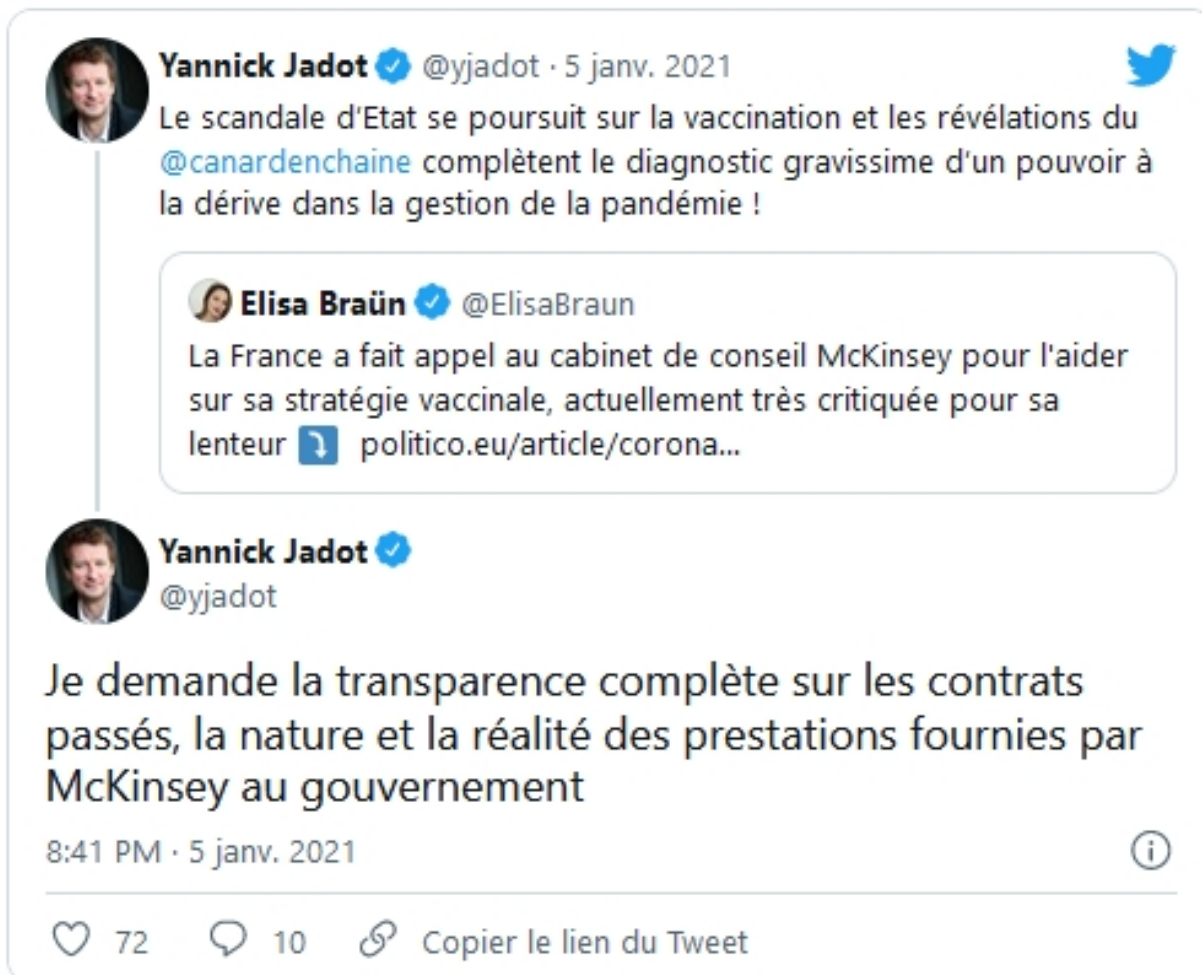 Yannick Jadot @yjadot · 5 janv. 2021
Le scandale d'Etat se poursuit sur la vaccination et les révélations du
@canardenchaine complètent le diagnostic gravissime d'un pouvoir à
la dérive dans la gestion de la pandémie !
Elisa Braün @ElisaBraun
La France a fait appel au cabinet de conseil McKinsey pour l'aider
sur sa stratégie vaccinale, actuellement très critiquée pour sa
lenteur ⤵️ politico.eu/article/corona...
Yannick Jadot
@yjadot
Je demande la transparence complète sur les contrats
passés, la nature et la réalité des prestations fournies par
McKinsey au gouvernement
8:41 PM · 5 janv. 2021
72 10 Copier le lien du Tweet